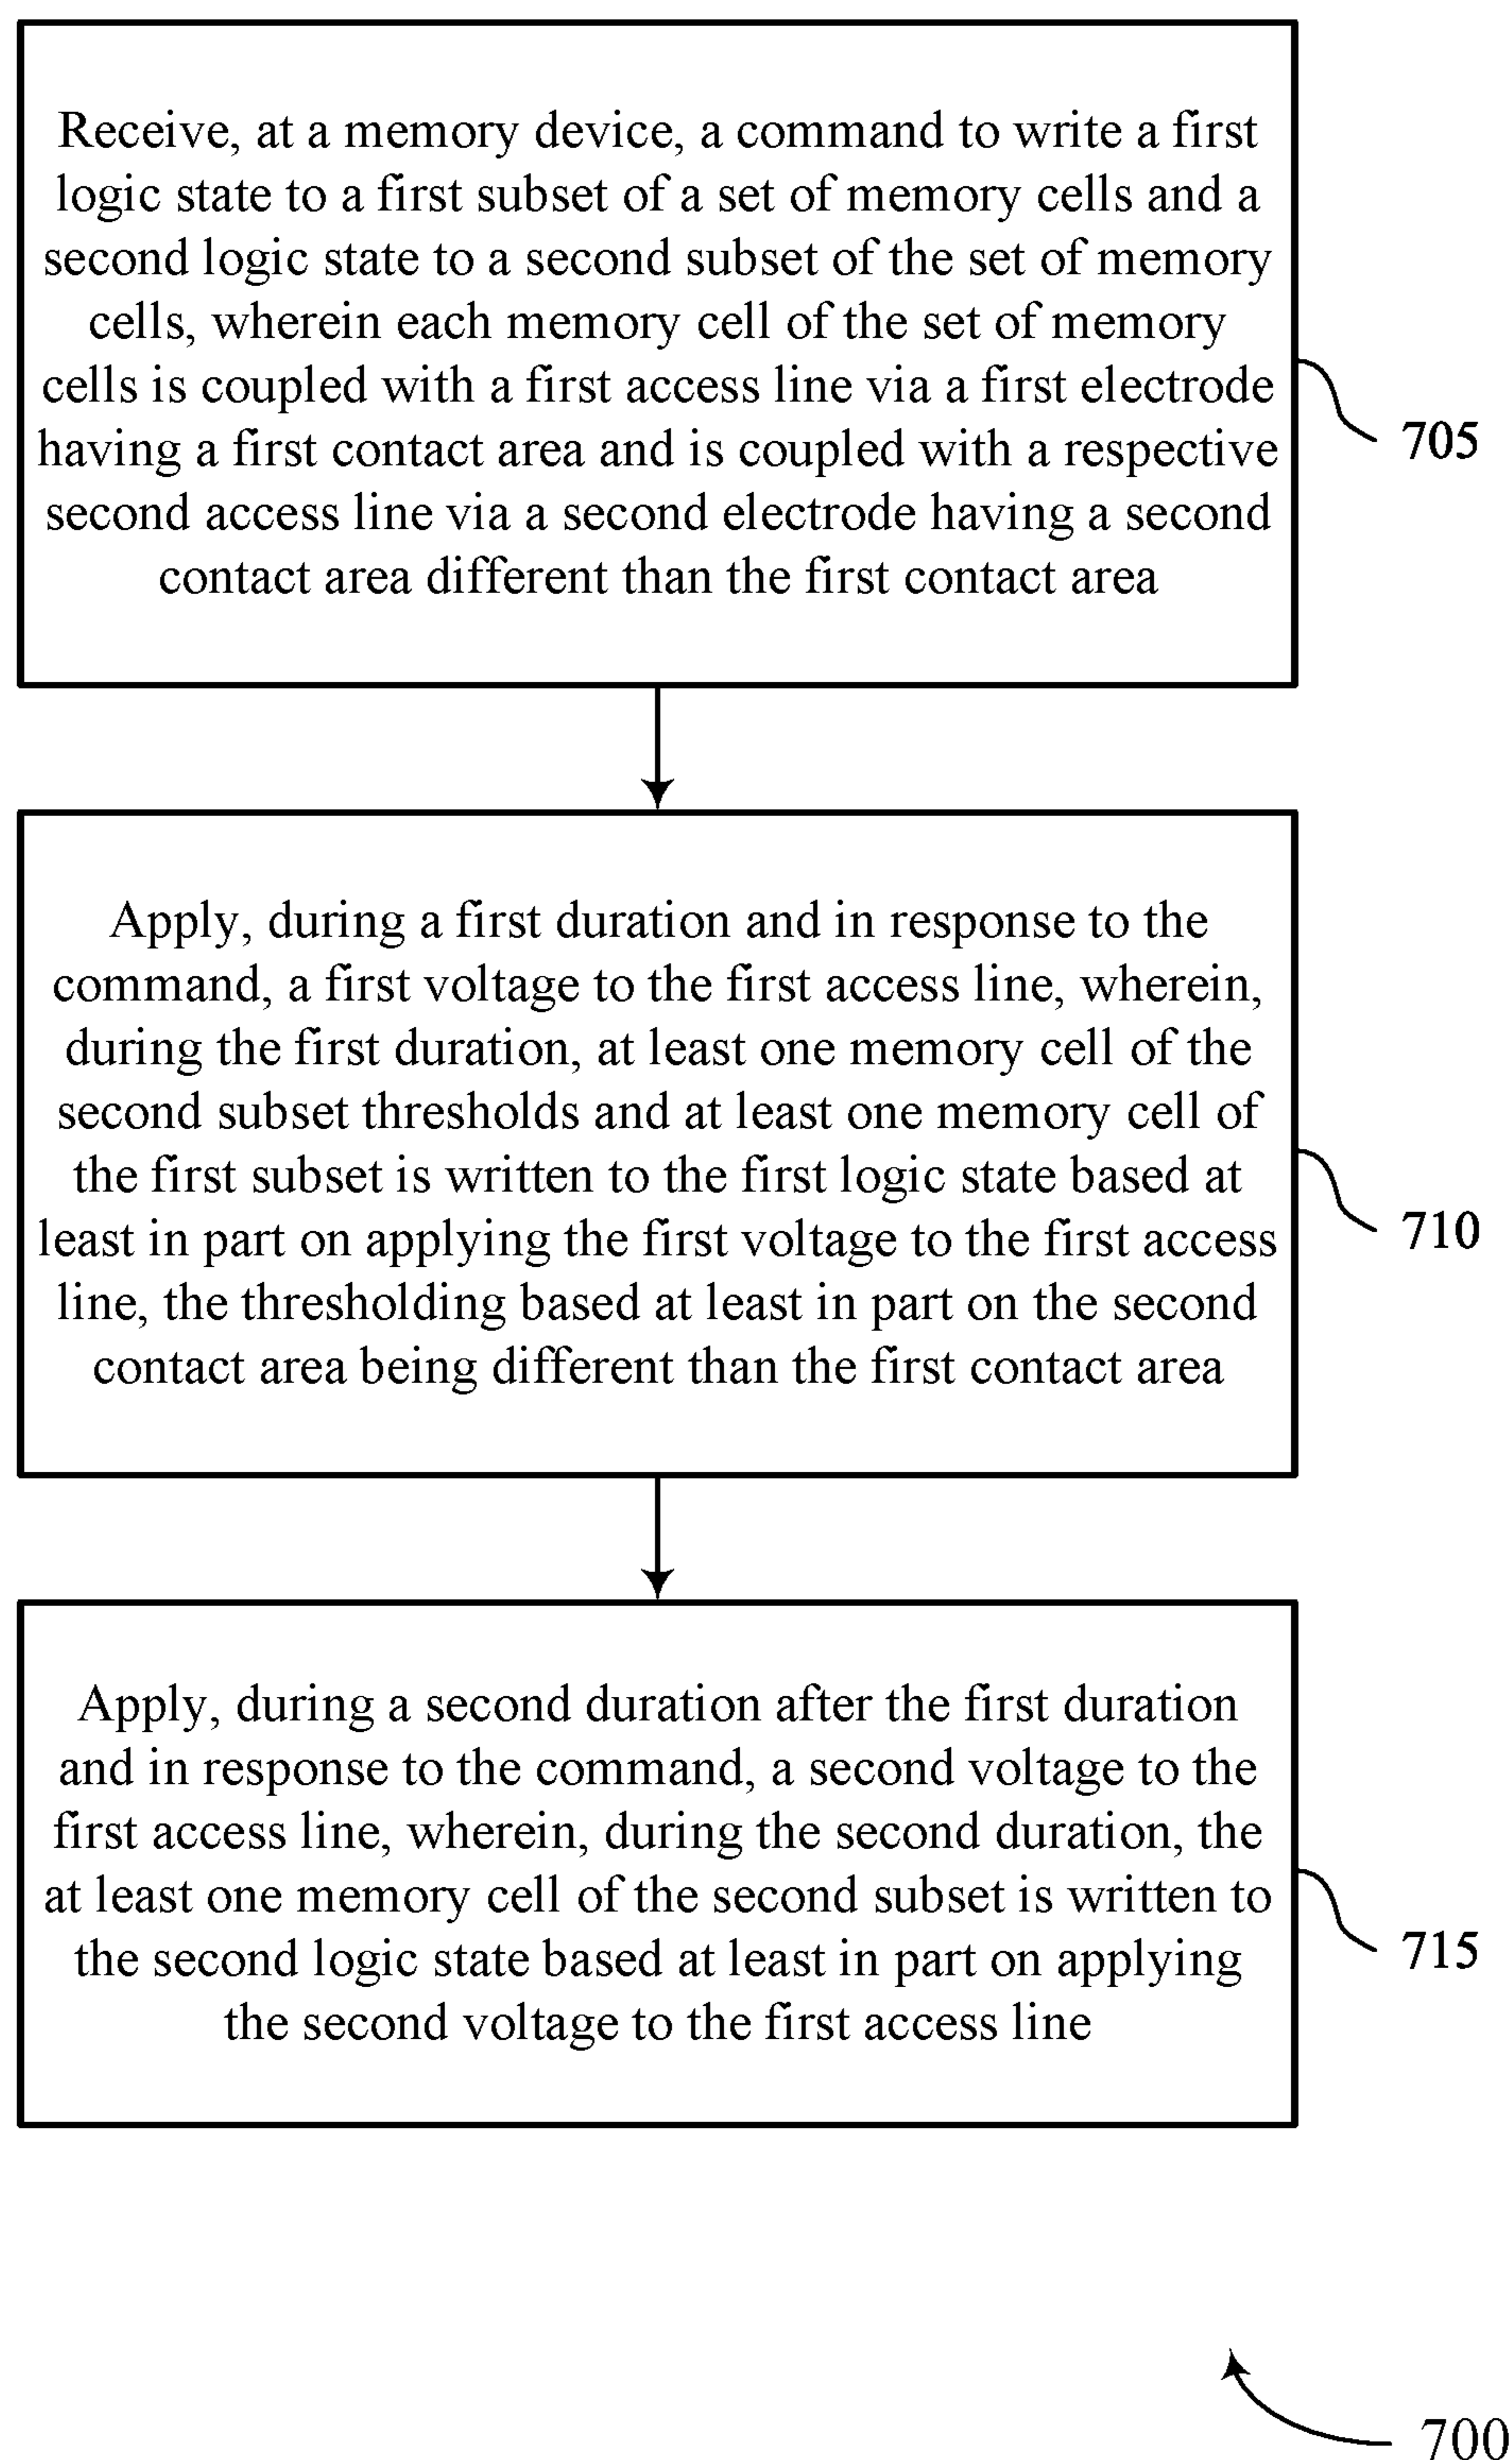 Receive, at a memory device, a command to write a first
logic state to a first subset of a set of memory cells and a
second logic state to a second subset of the set of memory
cells, wherein each memory cell of the set of memory
cells is coupled with a first access line via a first electrode
having a first contact area and is coupled with a respective
second access line via a second electrode having a second
contact area different than the first contact area
705
Apply, during a first duration and in response to the
command, a first voltage to the first access line, wherein,
during the first duration, at least one memory cell of the
second subset thresholds and at least one memory cell of
the first subset is written to the first logic state based at
least in part on applying the first voltage to the first access
line, the thresholding based at least in part on the second
contact area being different than the first contact area
710
Apply, during a second duration after the first duration
and in response to the command, a second voltage to the
first access line, wherein, during the second duration, the
at least one memory cell of the second subset is written to
the second logic state based at least in part on applying
the second voltage to the first access line
715
700